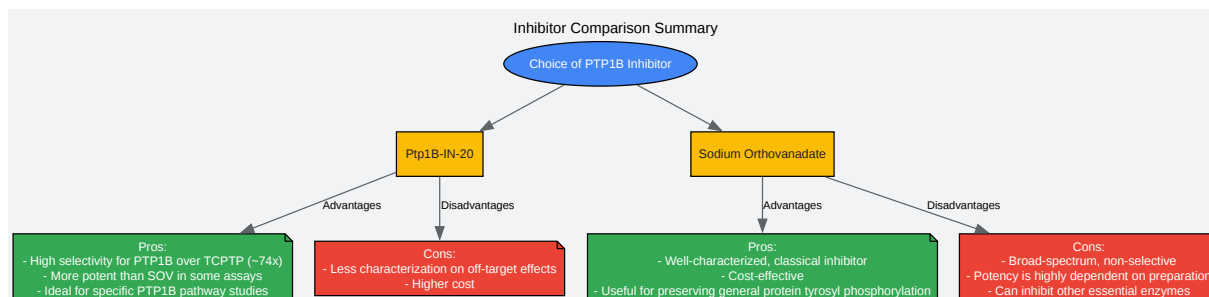 Inhibitor Comparison Summary
Choice of PTP1B Inhibitor
Ptp1B-IN-20
Sodium Orthovanadate
Advantages
Disadvantages
Advantages
Disadvantages
Pros:
- High selectivity for PTP1B over TCPTP (~74x)
- More potent than SOV in some assays
- Ideal for specific PTP1B pathway studies
Cons:
- Less characterization on off-target effects
- Higher cost
Pros:
- Well-characterized, classical inhibitor
- Cost-effective
- Useful for preserving general protein tyrosyl phosphorylation
Cons:
- Broad-spectrum, non-selective
- Potency is highly dependent on preparation
- Can inhibit other essential enzymes